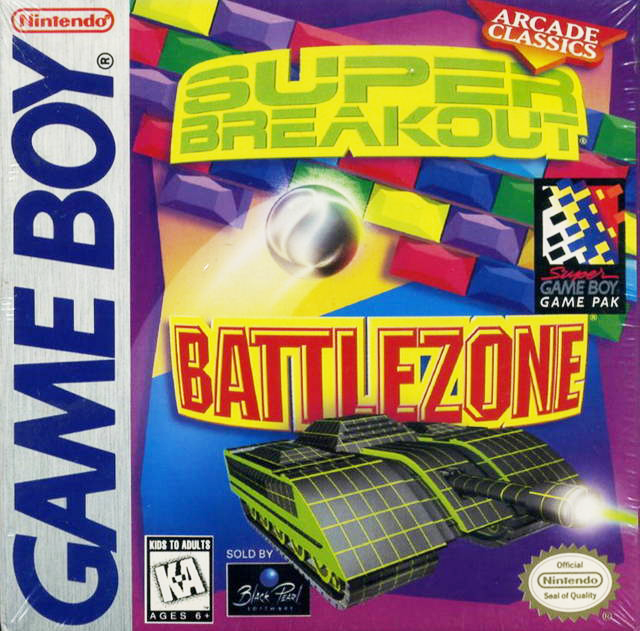 Nintendo®
GAME BOY®
ARCADE
CLASSICS
SUPER
BREAKOUT®
Super
GAME BOY
GAME PAK
BATTLEZONE®
KIDS TO ADULTS
K-A
AGES 6+
SOLD BY
Black Pearl
SOFTWARE
Official
Nintendo
Seal of Quality